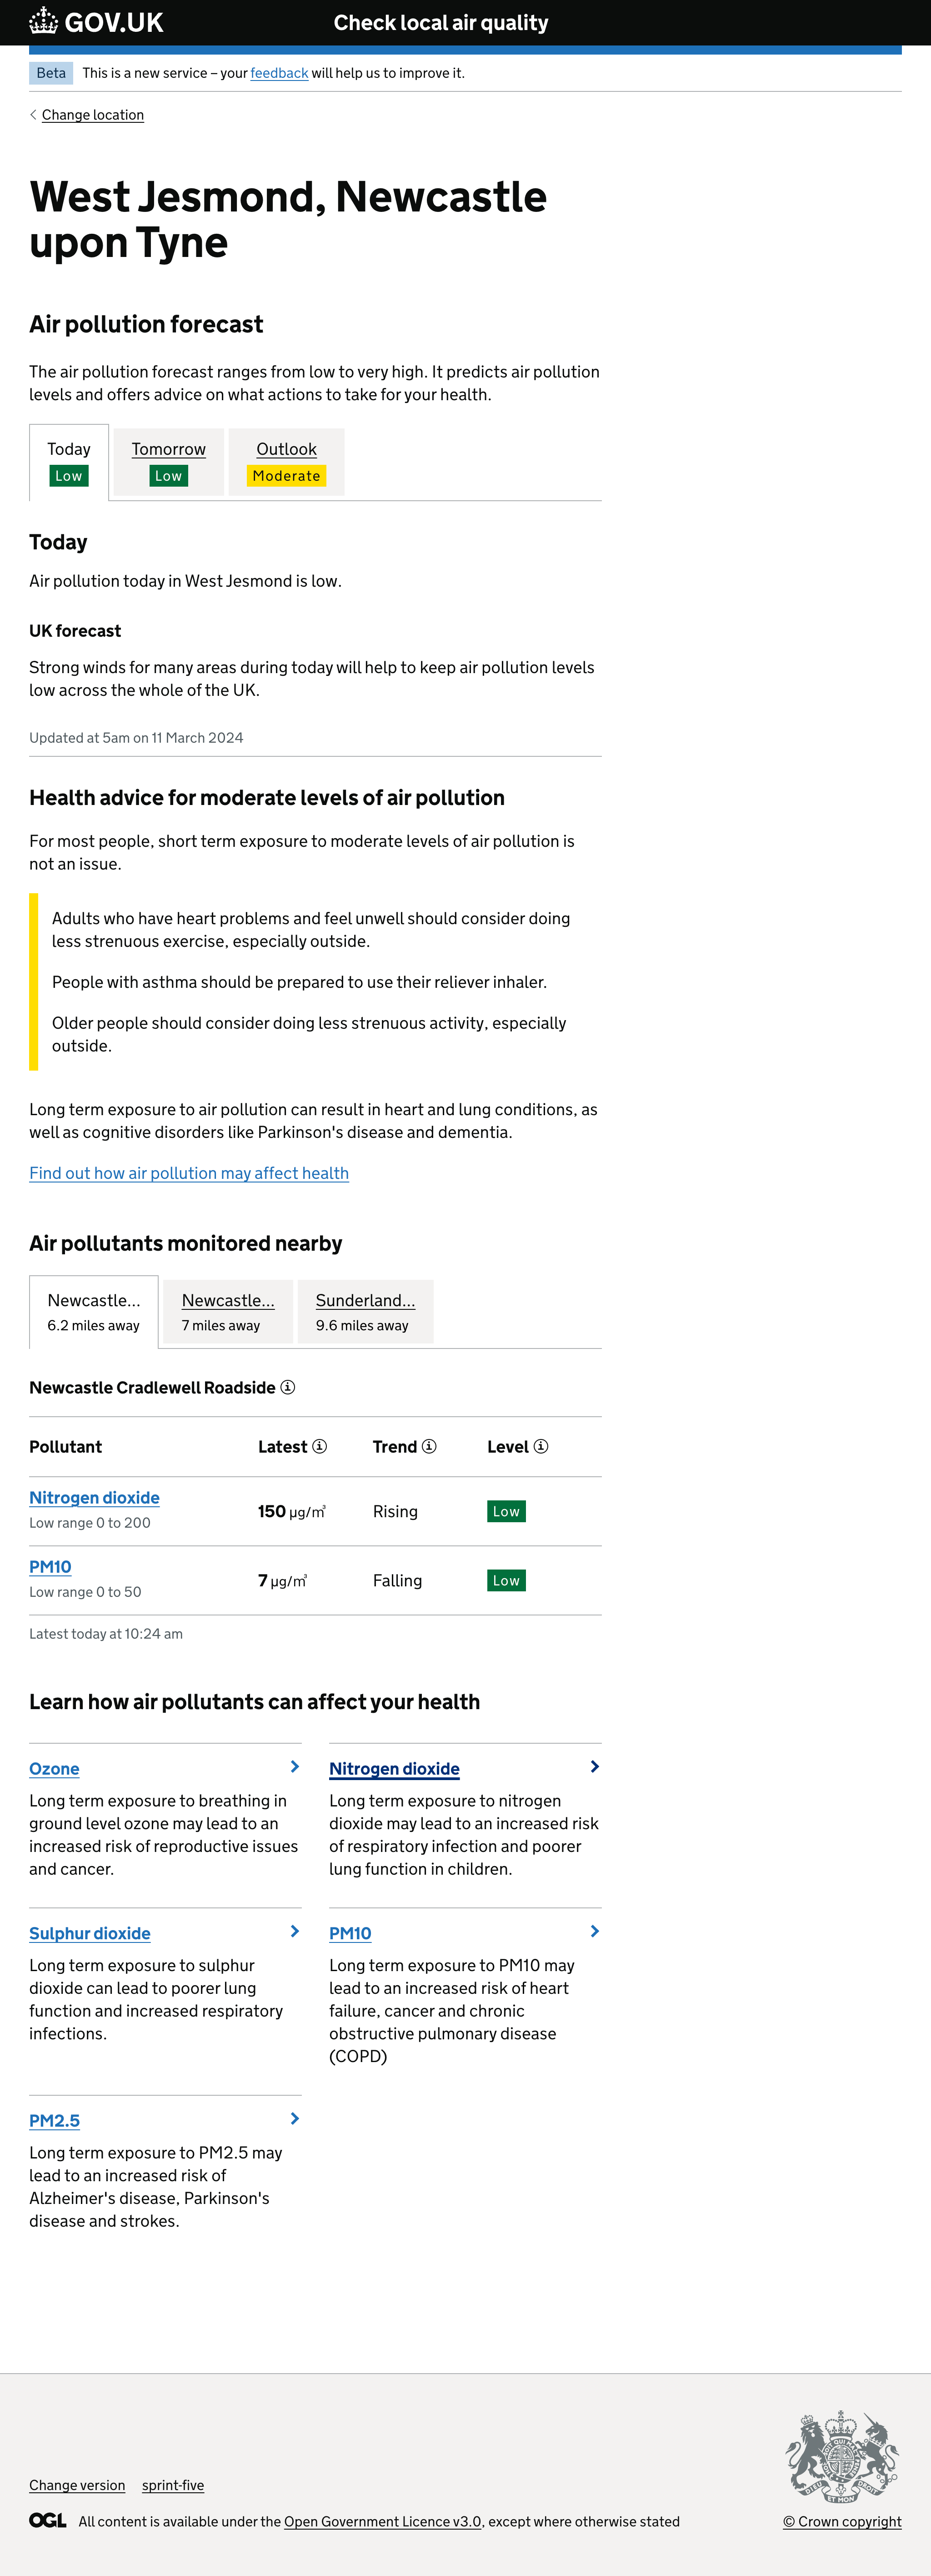 GOV.UK
Check local air quality
Beta This is a new service – your feedback will help us to improve it.
Change location
West Jesmond, Newcastle
upon Tyne
Air pollution forecast
The air pollution forecast ranges from low to very high. It predicts air pollution
levels and offers advice on what actions to take for your health.
Today Tomorrow Outlook
Low Low Moderate
Today
Air pollution today in West Jesmond is low.
UK forecast
Strong winds for many areas during today will help to keep air pollution levels
low across the whole of the UK.
Updated at 5am on 11 March 2024
Health advice for moderate levels of air pollution
For most people, short term exposure to moderate levels of air pollution is
not an issue.
Adults who have heart problems and feel unwell should consider doing
less strenuous exercise, especially outside.
People with asthma should be prepared to use their reliever inhaler.
Older people should consider doing less strenuous activity, especially
outside.
Long term exposure to air pollution can result in heart and lung conditions, as
well as cognitive disorders like Parkinson's disease and dementia.
Find out how air pollution may affect health
Air pollutants monitored nearby
Newcastle... Newcastle... Sunderland...
6.2 miles away 7 miles away 9.6 miles away
Newcastle Cradlewell Roadside
Pollutant Latest Trend Level
Nitrogen dioxide
Low range 0 to 200
150 µg/m³ Rising Low
PM10
Low range 0 to 50
7 µg/m³ Falling Low
Latest today at 10:24 am
Learn how air pollutants can affect your health
Ozone
Long term exposure to breathing in
ground level ozone may lead to an
increased risk of reproductive issues
and cancer.
Nitrogen dioxide
Long term exposure to nitrogen
dioxide may lead to an increased risk
of respiratory infection and poorer
lung function in children.
Sulphur dioxide
Long term exposure to sulphur
dioxide can lead to poorer lung
function and increased respiratory
infections.
PM10
Long term exposure to PM10 may
lead to an increased risk of heart
failure, cancer and chronic
obstructive pulmonary disease
(COPD)
PM2.5
Long term exposure to PM2.5 may
lead to an increased risk of
Alzheimer's disease, Parkinson's
disease and strokes.
Change version sprint-five
OGL All content is available under the Open Government Licence v3.0, except where otherwise stated
© Crown copyright